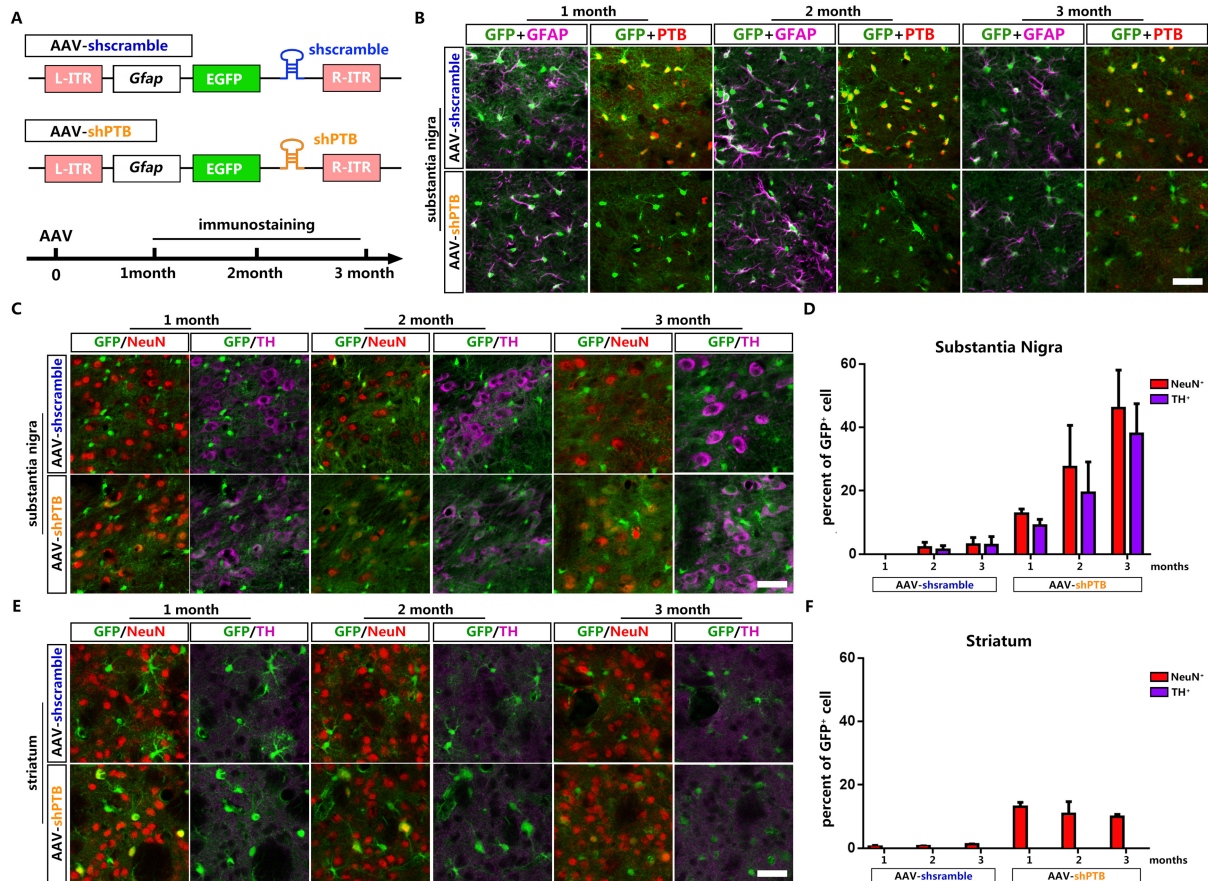 A
AAV-shscramble
shscramble
L-ITR Gfap EGFP R-ITR
AAV-shPTB
shPTB
L-ITR Gfap EGFP R-ITR
immunostaining
AAV
0 1month 2month 3 month
B
1 month 2 month 3 month
GFP+GFAP GFP+PTB GFP+GFAP GFP+PTB GFP+GFAP GFP+PTB
substantia nigra
AAV-shscramble
AAV-shPTB
C
1 month 2 month 3 month
GFP/NeuN GFP/TH GFP/NeuN GFP/TH GFP/NeuN GFP/TH
substantia nigra
AAV-shscramble
AAV-shPTB
D
Substantia Nigra
NeuN⁺
TH⁺
percent of GFP⁺ cell
60
40
20
0
1 2 3 1 2 3 months
AAV-shsramble AAV-shPTB
E
1 month 2 month 3 month
GFP/NeuN GFP/TH GFP/NeuN GFP/TH GFP/NeuN GFP/TH
striatum
AAV-shscramble
AAV-shPTB
F
Striatum
NeuN⁺
TH⁺
percent of GFP⁺ cell
60
40
20
0
1 2 3 1 2 3 months
AAV-shsramble AAV-shPTB